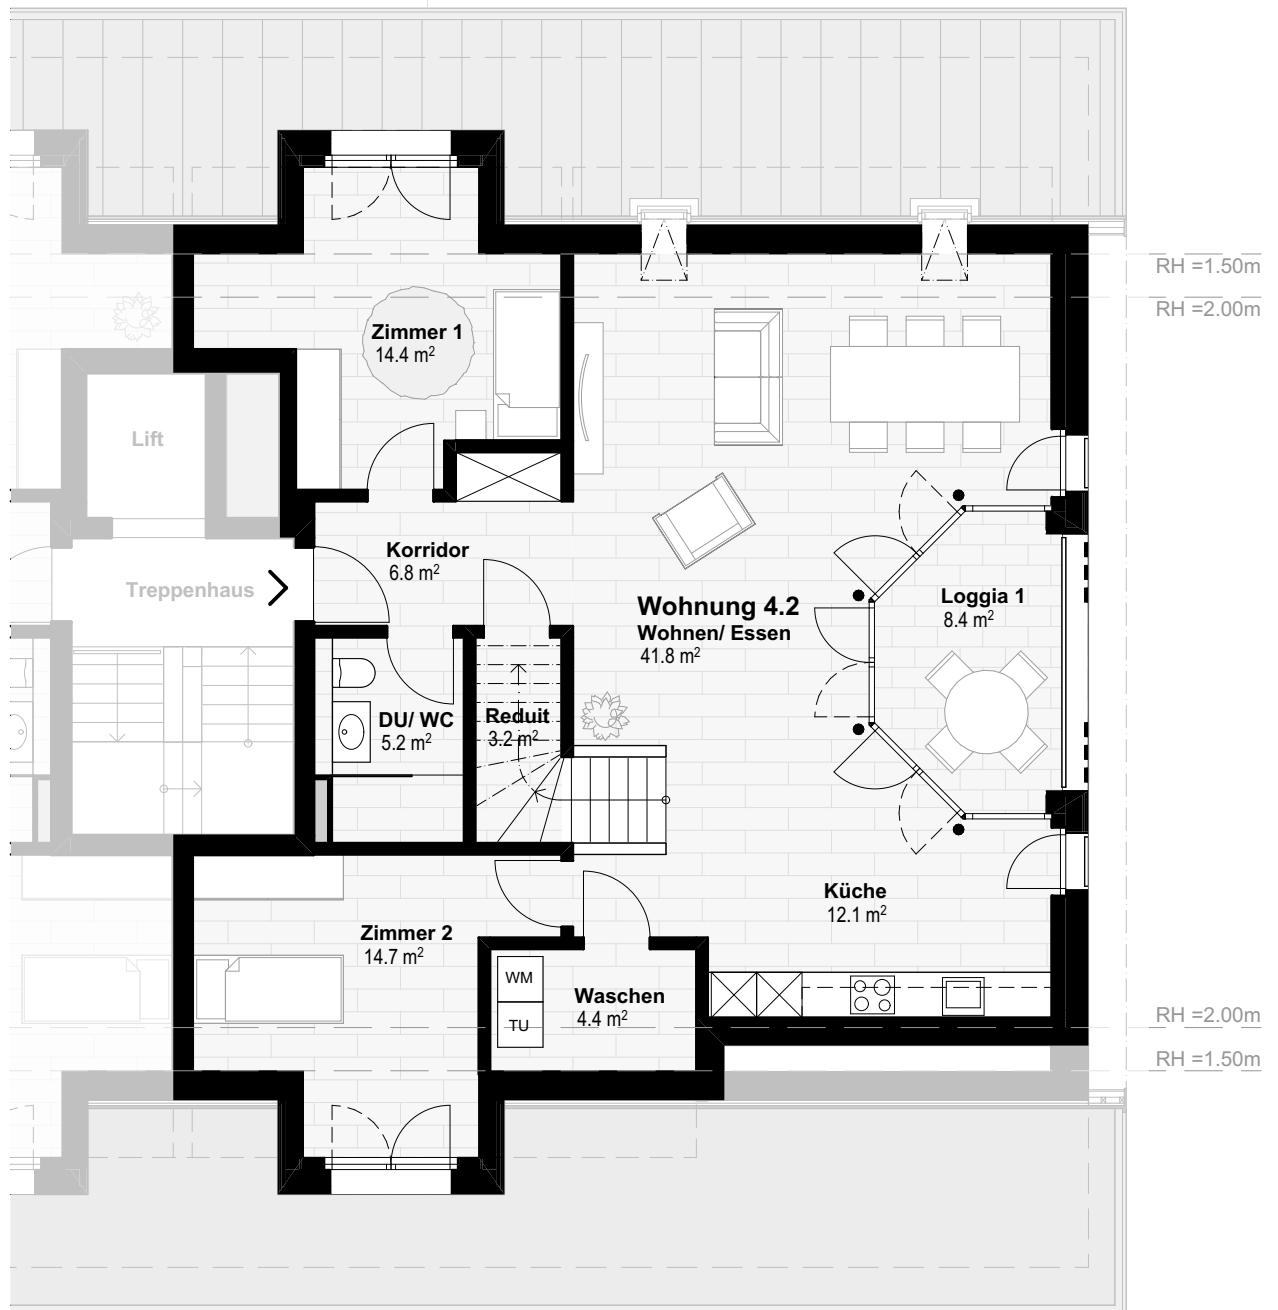 RH =1.50m
RH =2.00m
Zimmer 1
14.4 m²
Lift
Korridor
6.8 m²
Treppenhaus
Wohnung 4.2
Wohnen/ Essen
41.8 m²
Loggia 1
8.4 m²
DU/ WC
5.2 m²
Reduit
3.2 m²
Küche
12.1 m²
Zimmer 2
14.7 m²
WM
TU
Waschen
4.4 m²
RH =2.00m
RH =1.50m